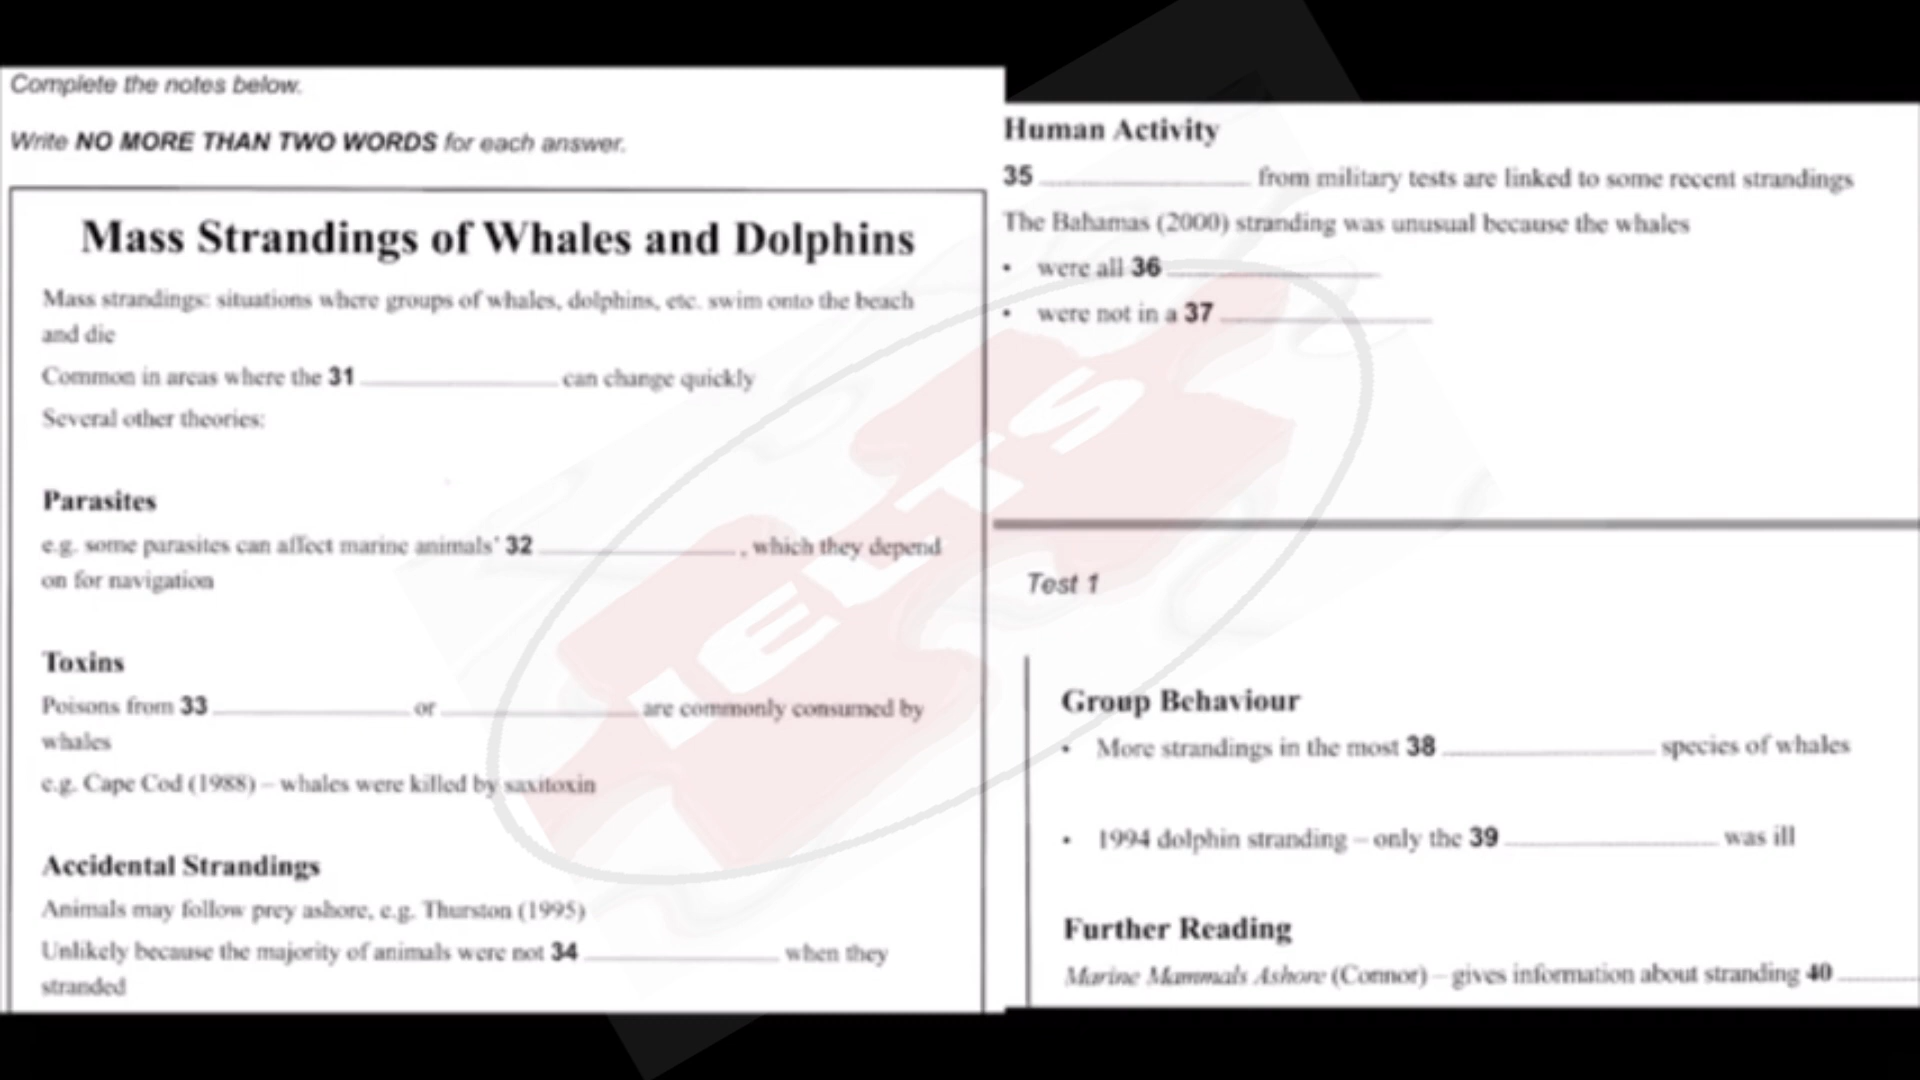 Complete the notes below.
Write NO MORE THAN TWO WORDS for each answer.
Mass Strandings of Whales and Dolphins
Mass strandings: situations where groups of whales, dolphins, etc. swim onto the beach
and die
Common in areas where the 31 can change quickly
Several other theories:
Parasites
e.g. some parasites can affect marine animals' 32 , which they depend
on for navigation
Toxins
Poisons from 33 or are commonly consumed by
whales
e.g. Cape Cod (1988) – whales were killed by saxitoxin
Accidental Strandings
Animals may follow prey ashore, e.g. Thurston (1995)
Unlikely because the majority of animals were not 34 when they
stranded
Human Activity
35 from military tests are linked to some recent strandings
The Bahamas (2000) stranding was unusual because the whales
• were all 36
• were not in a 37
Test 1
Group Behaviour
• More strandings in the most 38 species of whales
• 1994 dolphin stranding – only the 39 was ill
Further Reading
Marine Mammals Ashore (Connor) – gives information about stranding 40
IELTS